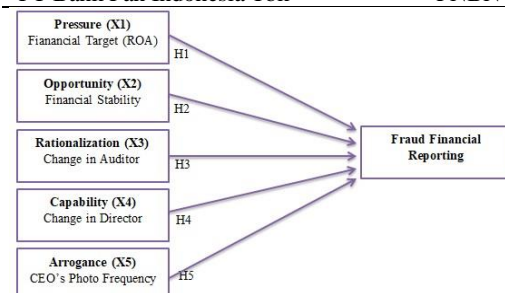 Pressure (X1)
Fianancial Target (ROA)
H1
Opportunity (X2)
Financial Stability
H2
Rationalization (X3)
Change in Auditor
H3
Fraud Financial
Reporting
Capability (X4)
Change in Director
H4
Arrogance (X5)
CEO's Photo Frequency
H5